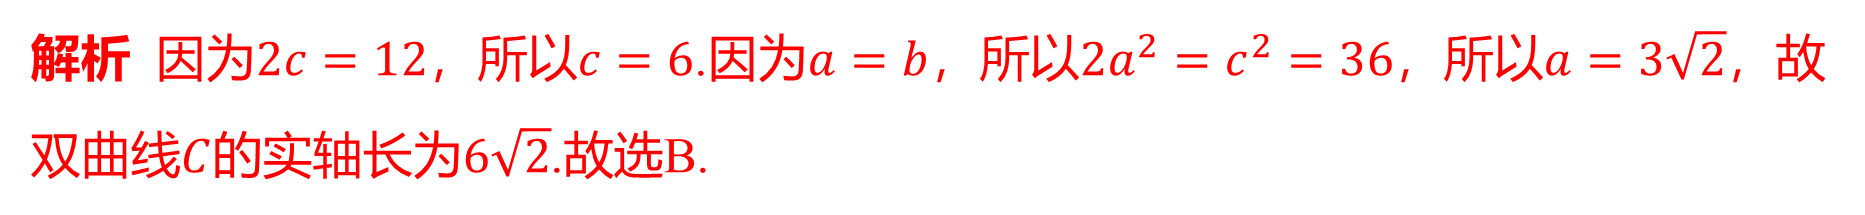 解析 因为2c = 12，所以c = 6.因为a = b，所以2a² = c² = 36，所以a = 3√2，故
双曲线C的实轴长为6√2.故选B.